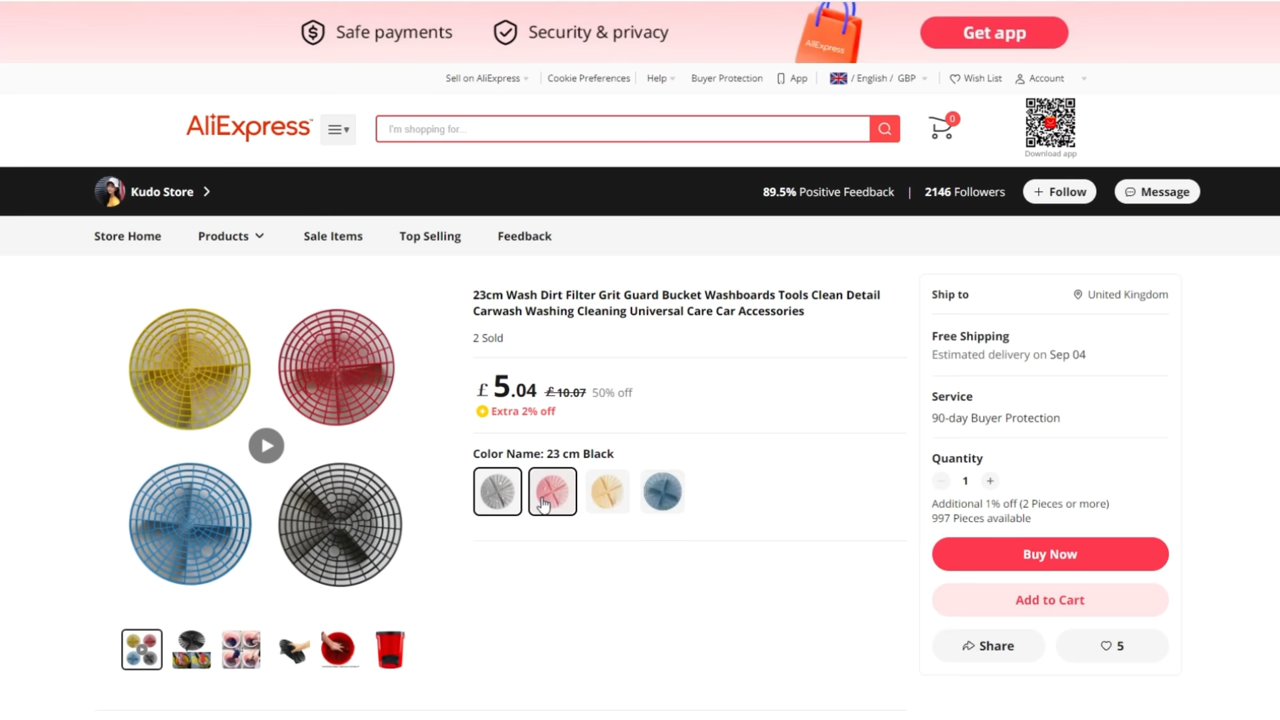 Safe payments
Security & privacy
AliExpress
Get app
Sell on AliExpress
Cookie Preferences
Help
Buyer Protection
App
/ English / GBP
Wish List
Account
AliExpress
I'm shopping for...
0
Download app
Kudo Store
89.5% Positive Feedback | 2146 Followers
+ Follow
Message
Store Home
Products
Sale Items
Top Selling
Feedback
23cm Wash Dirt Filter Grit Guard Bucket Washboards Tools Clean Detail
Carwash Washing Cleaning Universal Care Car Accessories
2 Sold
£ 5.04 £ 10.07 50% off
Extra 2% off
Color Name: 23 cm Black
Ship to
United Kingdom
Free Shipping
Estimated delivery on Sep 04
Service
90-day Buyer Protection
Quantity
− 1 +
Additional 1% off (2 Pieces or more)
997 Pieces available
Buy Now
Add to Cart
Share
5